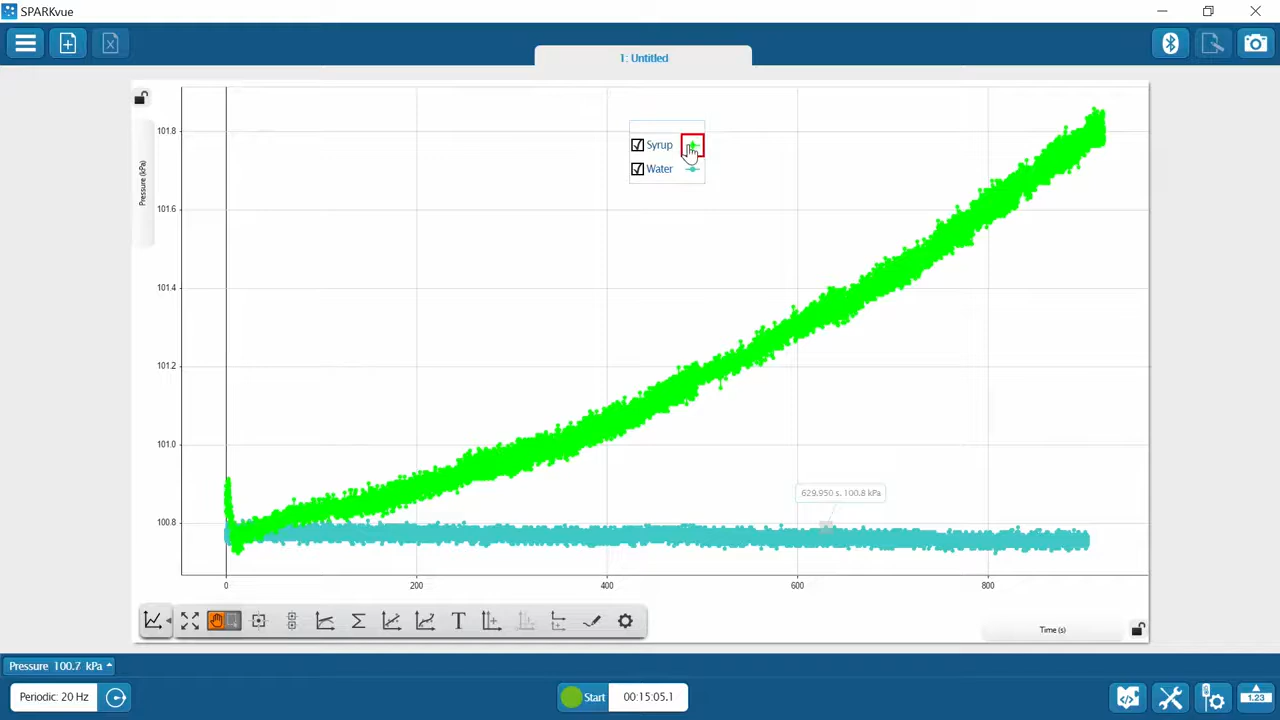 SPARKvue
1: Untitled
Pressure (kPa)
101.8
101.6
101.4
101.2
101.0
100.8
Syrup
Water
629.950 s. 100.8 kPa
0 200 400 600 800
T
Time (s)
Pressure 100.7 kPa
Periodic: 20 Hz
Start 00:15:05.1
1.23